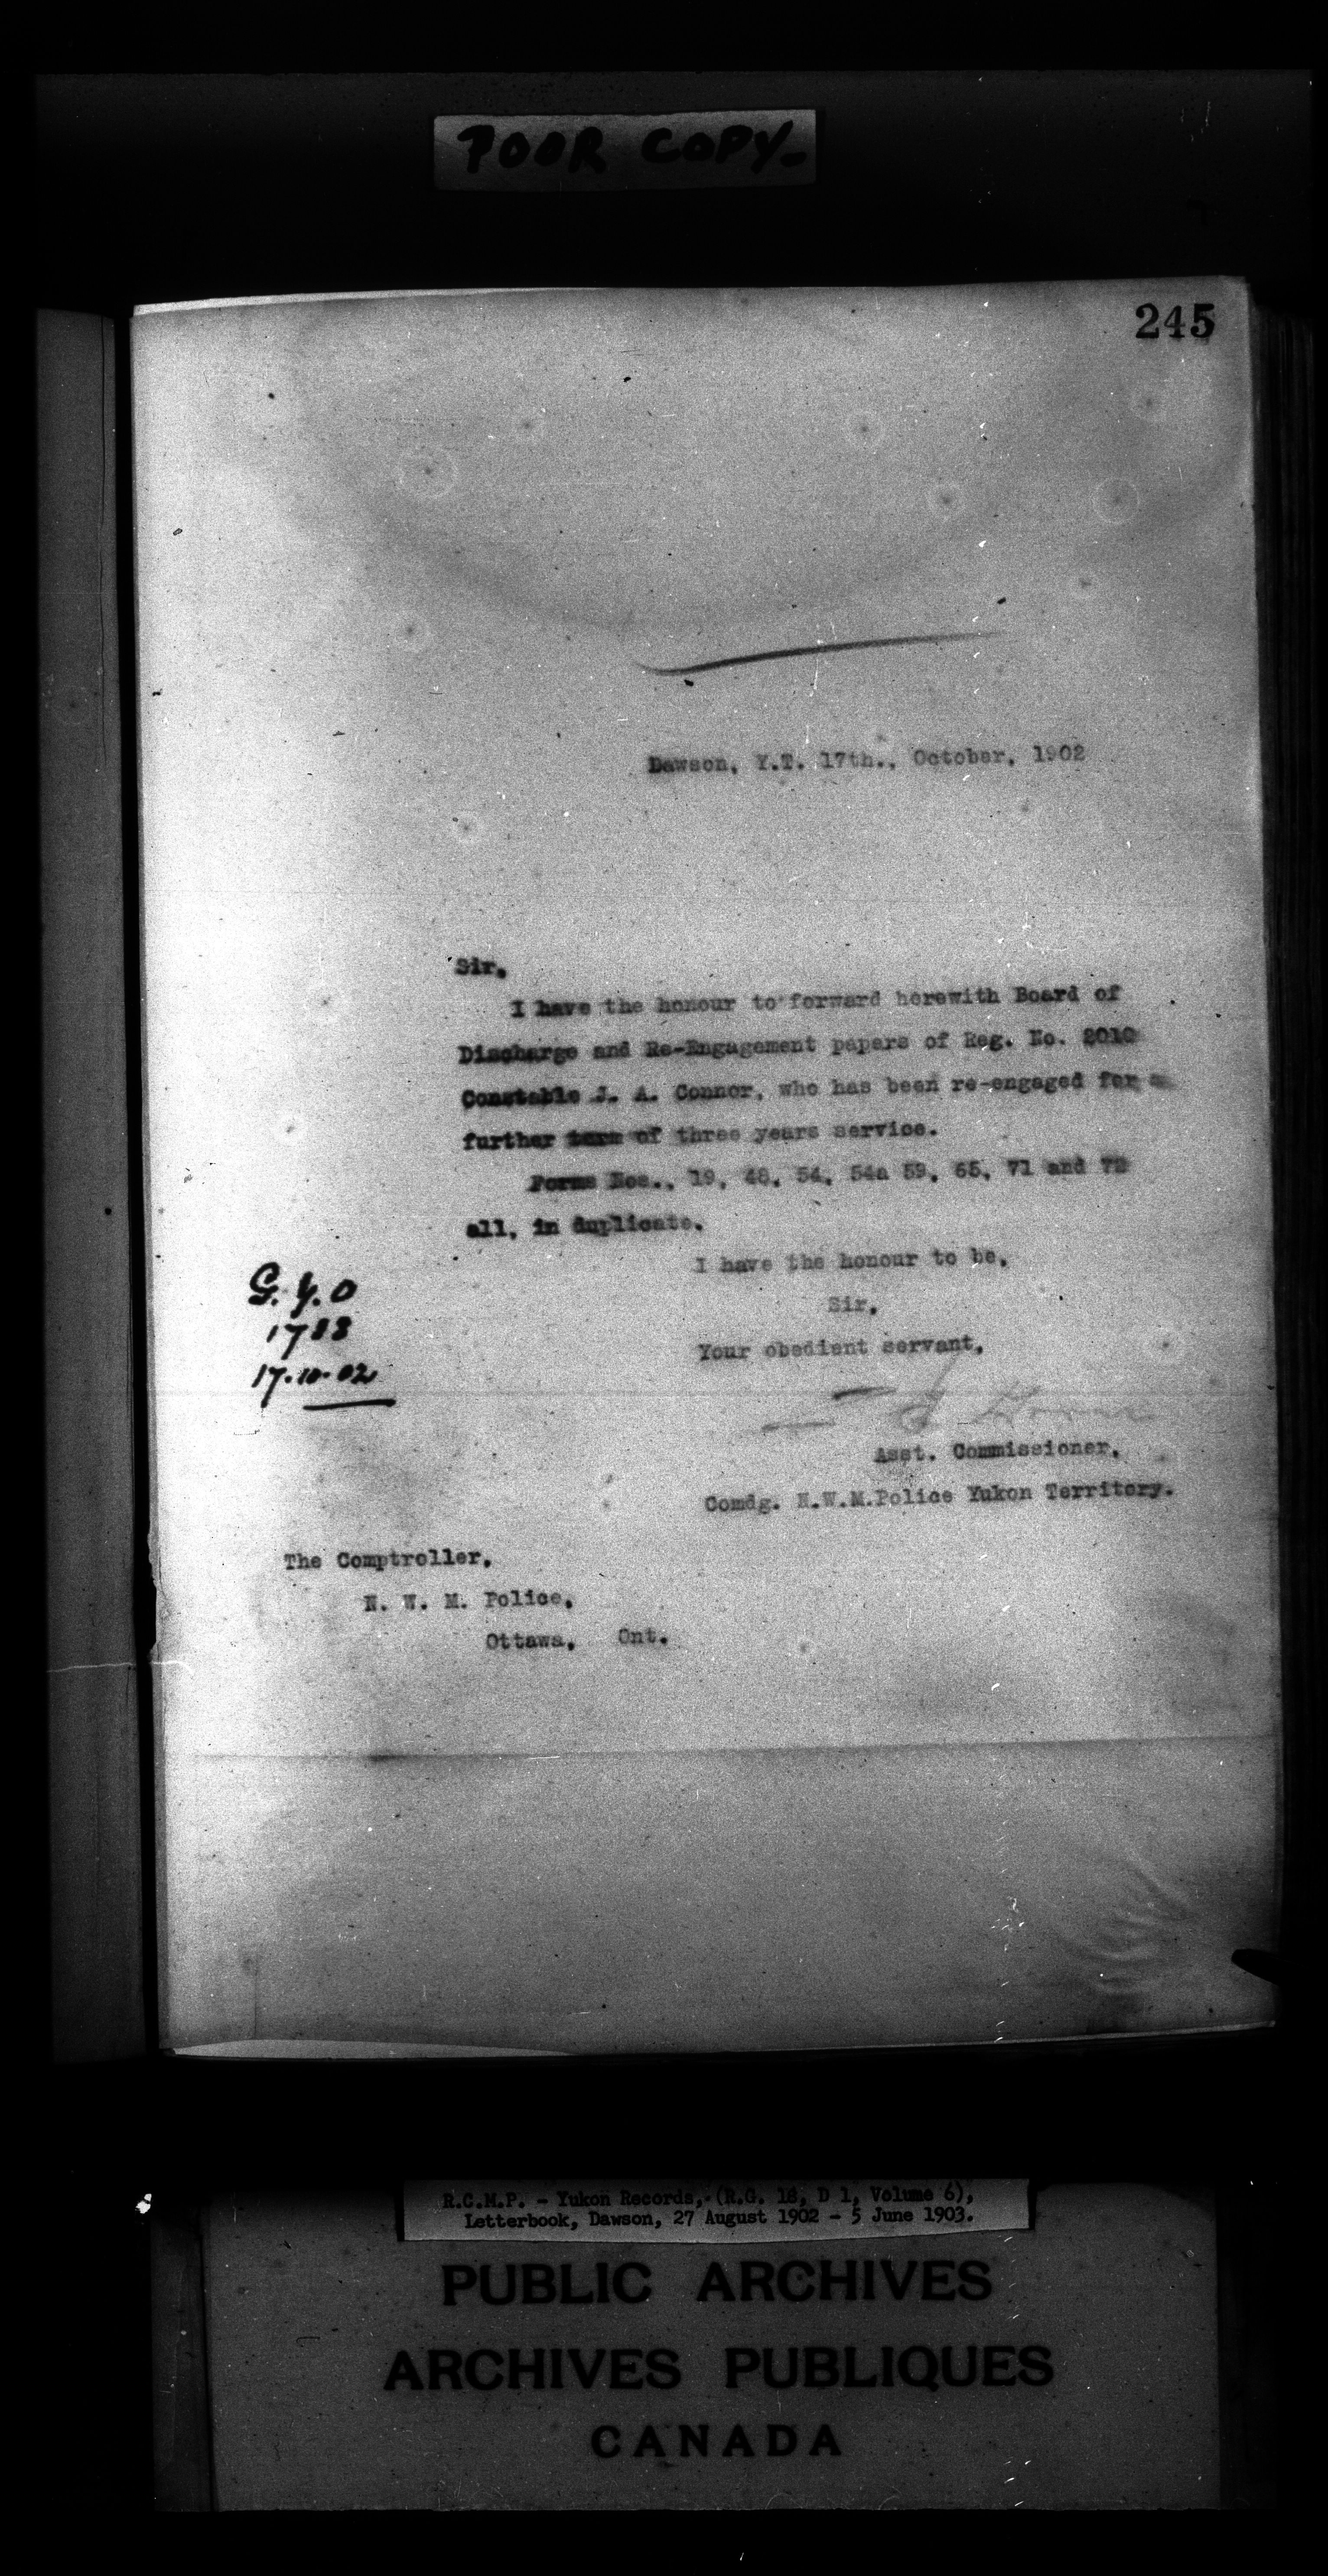 POOR COPY-
245
Dawson, Y.T. 17th., October, 1902
Sir,
I have the honour to forward herewith Board of
Discharge and Re-Engagement papers of Reg. No. 2010
Constable J. A. Connor, who has been re-engaged for a
further term of three years service.
Forms Nos., 19, 48, 54, 54a 59, 65, 71 and 72
all, in duplicate.
I have the honour to be,
Sir,
Your obedient servant,
G. Y. O
1733
17-10-02
Asst. Commissioner,
Comdg. N.W.M.Police Yukon Territory.
The Comptroller,
N. W. M. Police,
Ottawa, Ont.
R.C.M.P. - Yukon Records, (R.G. 18, D 1, Volume 6),
Letterbook, Dawson, 27 August 1902 - 5 June 1903.
PUBLIC ARCHIVES
ARCHIVES PUBLIQUES
CANADA